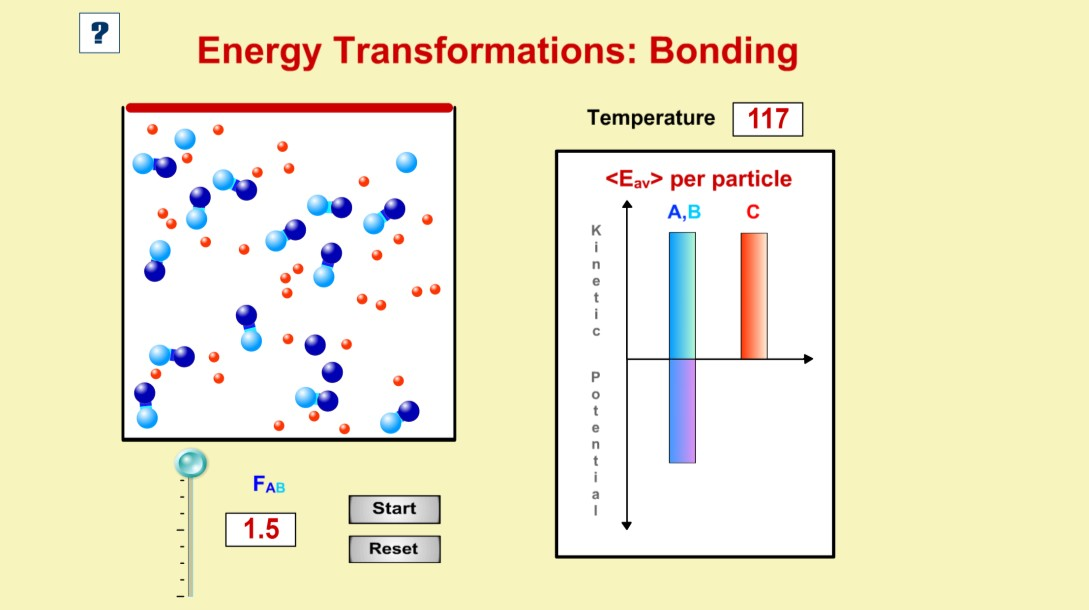 ?
Energy Transformations: Bonding
Temperature 117
<Eav> per particle
A,B C
Kinetic
Potential
FAB
1.5
Start
Reset